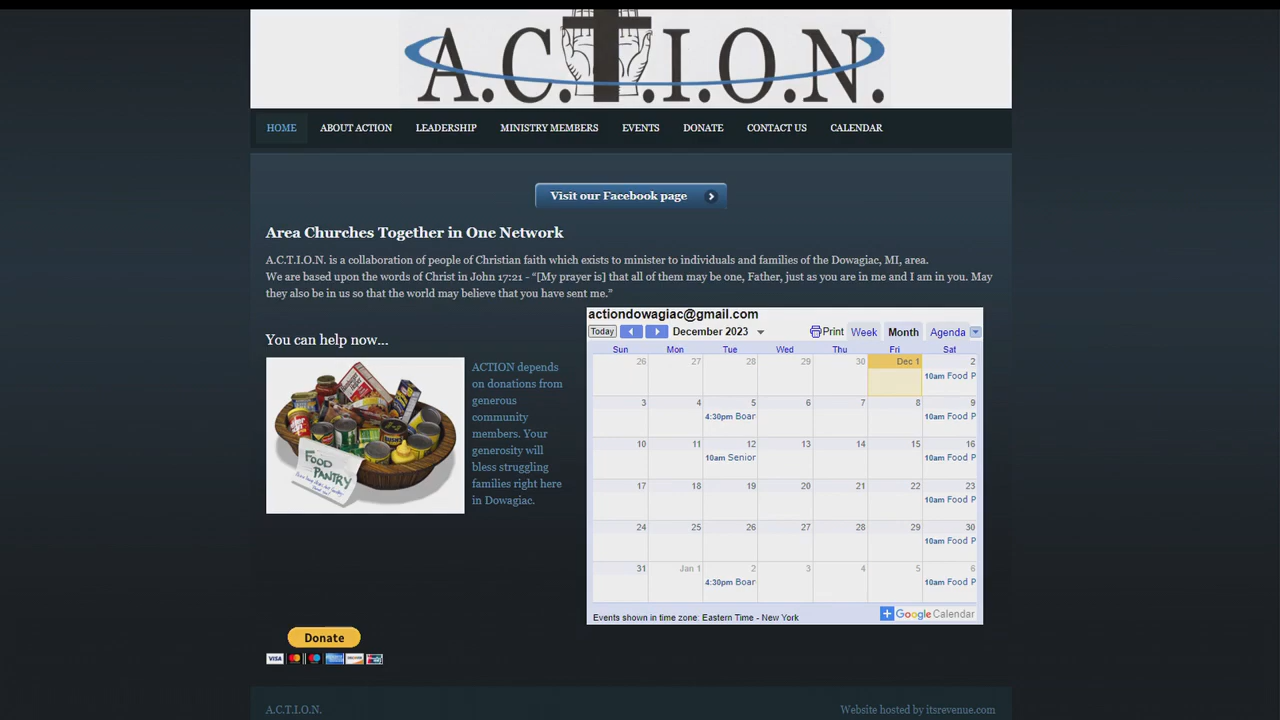 A.C.T.I.O.N.
HOME ABOUT ACTION LEADERSHIP MINISTRY MEMBERS EVENTS DONATE CONTACT US CALENDAR
Visit our Facebook page
Area Churches Together in One Network
A.C.T.I.O.N. is a collaboration of people of Christian faith which exists to minister to individuals and families of the Dowagiac, MI, area.
We are based upon the words of Christ in John 17:21 - “[My prayer is] that all of them may be one, Father, just as you are in me and I am in you. May
they also be in us so that the world may believe that you have sent me.”
You can help now...
FOOD
PANTRY
ACTION depends
on donations from
generous
community
members. Your
generosity will
bless struggling
families right here
in Dowagiac.
actiondowagiac@gmail.com
Today December 2023 Print Week Month Agenda
Sun Mon Tue Wed Thu Fri Sat
26 27 28 29 30 Dec 1 2
10am Food P
3 4 5 6 7 8 9
4:30pm Boar 10am Food P
10 11 12 13 14 15 16
10am Senior 10am Food P
17 18 19 20 21 22 23
10am Food P
24 25 26 27 28 29 30
10am Food P
31 Jan 1 2 3 4 5 6
4:30pm Boar 10am Food P
Events shown in time zone: Eastern Time - New York
Google Calendar
Donate
VISA
A.C.T.I.O.N.
Website hosted by itsrevenue.com